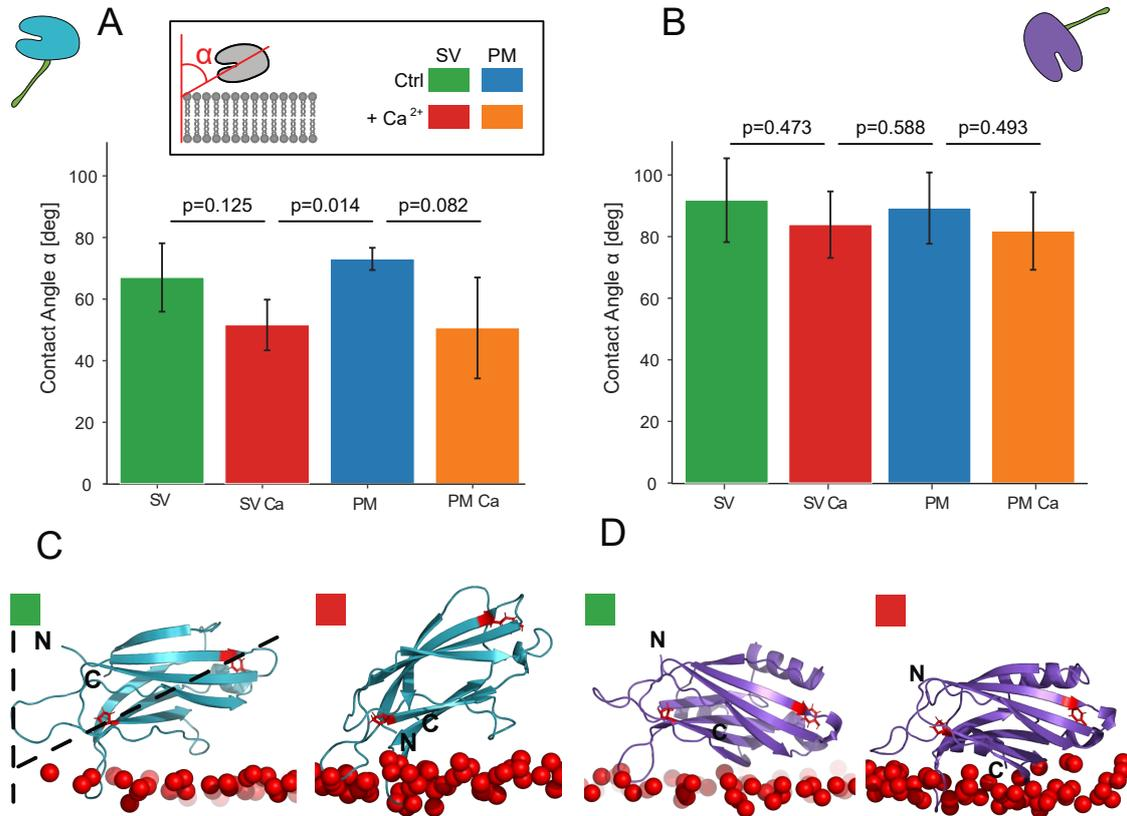 A
B
α
SV PM
Ctrl
+ Ca 2+
p=0.125 p=0.014 p=0.082
Contact Angle α [deg]
100
80
60
40
20
0
SV SV Ca PM PM Ca
p=0.473 p=0.588 p=0.493
Contact Angle α [deg]
100
80
60
40
20
0
SV SV Ca PM PM Ca
C
D
N
C
C
N
N
C
N
C